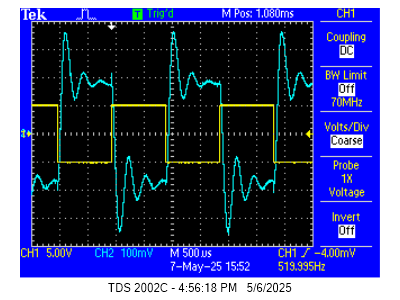 Tek Trig'd M Pos: 1.080ms CH1
Coupling
DC
BW Limit
Off
70MHz
Volts/Div
Coarse
Probe
1X
Voltage
Invert
Off
CH1 5.00V CH2 100mV M 500us CH1 -4.00mV
7-May-25 15:52 519.995Hz
TDS 2002C - 4:56:18 PM 5/6/2025